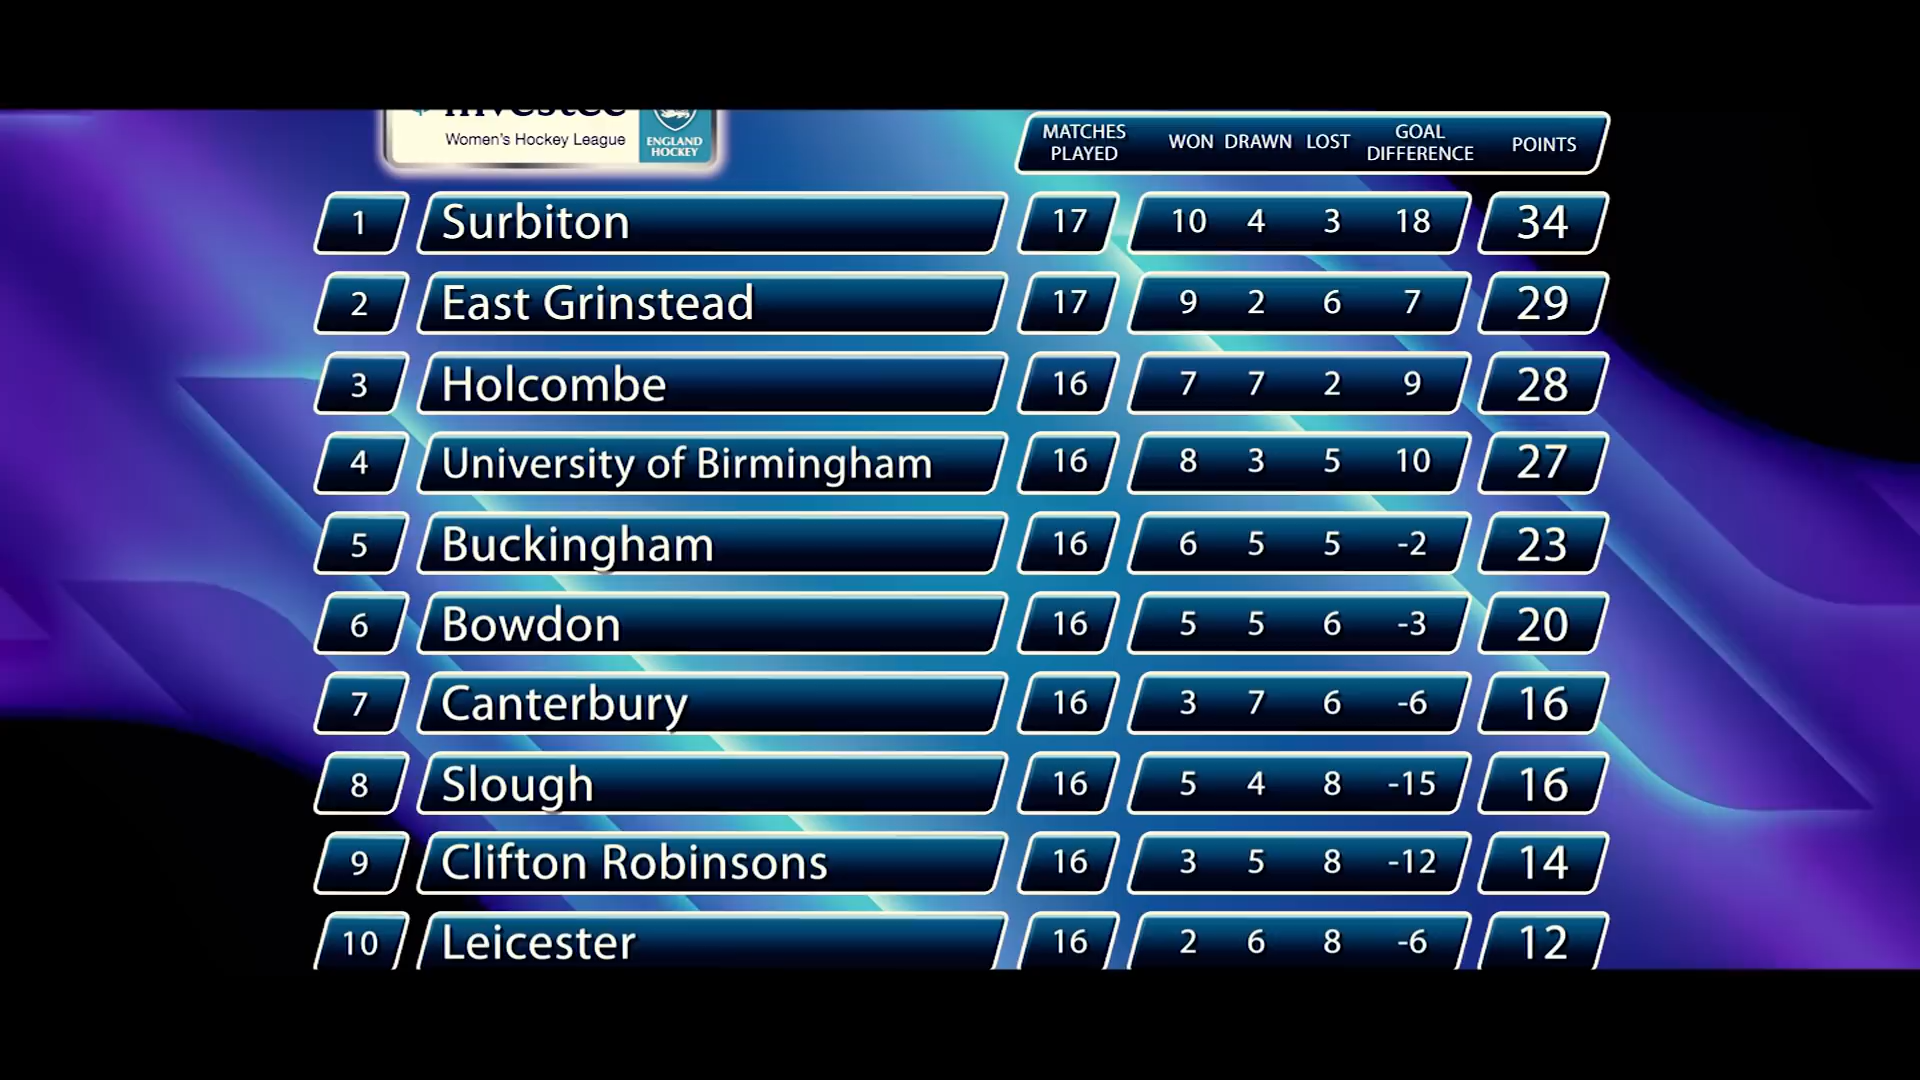 Women's Hockey League
ENGLAND
HOCKEY
MATCHES PLAYED WON DRAWN LOST GOAL DIFFERENCE POINTS
1 Surbiton 17 10 4 3 18 34
2 East Grinstead 17 9 2 6 7 29
3 Holcombe 16 7 7 2 9 28
4 University of Birmingham 16 8 3 5 10 27
5 Buckingham 16 6 5 5 -2 23
6 Bowdon 16 5 5 6 -3 20
7 Canterbury 16 3 7 6 -6 16
8 Slough 16 5 4 8 -15 16
9 Clifton Robinsons 16 3 5 8 -12 14
10 Leicester 16 2 6 8 -6 12